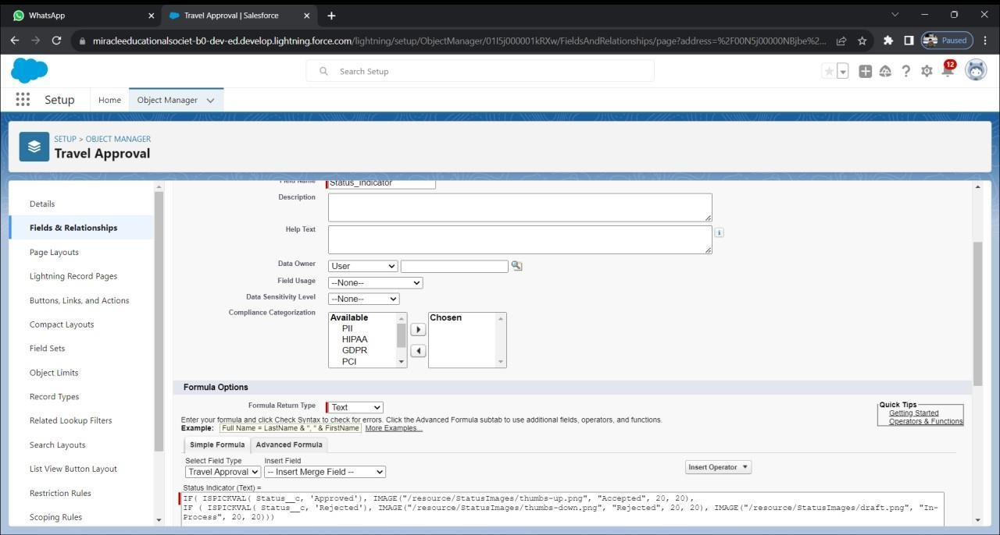 WhatsApp
Travel Approval | Salesforce
miracleeducationalsociet-b0-dev-ed.develop.lightning.force.com/lightning/setup/ObjectManager/01I5j000001kRXw/FieldsAndRelationships/page?address=%2F00N5j00000NBjbe%2...
Paused
Search Setup
12
Setup
Home
Object Manager
SETUP > OBJECT MANAGER
Travel Approval
Details
Fields & Relationships
Page Layouts
Lightning Record Pages
Buttons, Links, and Actions
Compact Layouts
Field Sets
Object Limits
Record Types
Related Lookup Filters
Search Layouts
List View Button Layout
Restriction Rules
Scoping Rules
Field Name Status_Indicator
Description
Help Text
Data Owner User
Field Usage --None--
Data Sensitivity Level --None--
Compliance Categorization
Available Chosen
PII
HIPAA
GDPR
PCI
Formula Options
Formula Return Type Text
Quick Tips
Getting Started
Operators & Functions
Enter your formula and click Check Syntax to check for errors. Click the Advanced Formula subtab to use additional fields, operators, and functions.
Example: Full Name = LastName & ", " & FirstName More Examples...
Simple Formula Advanced Formula
Select Field Type Insert Field
Travel Approval -- Insert Merge Field --
Insert Operator
Status Indicator (Text) =
IF( ISPICKVAL( Status__c, 'Approved'), IMAGE("/resource/StatusImages/thumbs-up.png", "Accepted", 20, 20),
IF ( ISPICKVAL( Status__c, 'Rejected'), IMAGE("/resource/StatusImages/thumbs-down.png", "Rejected", 20, 20), IMAGE("/resource/StatusImages/draft.png", "In-
Process", 20, 20)))